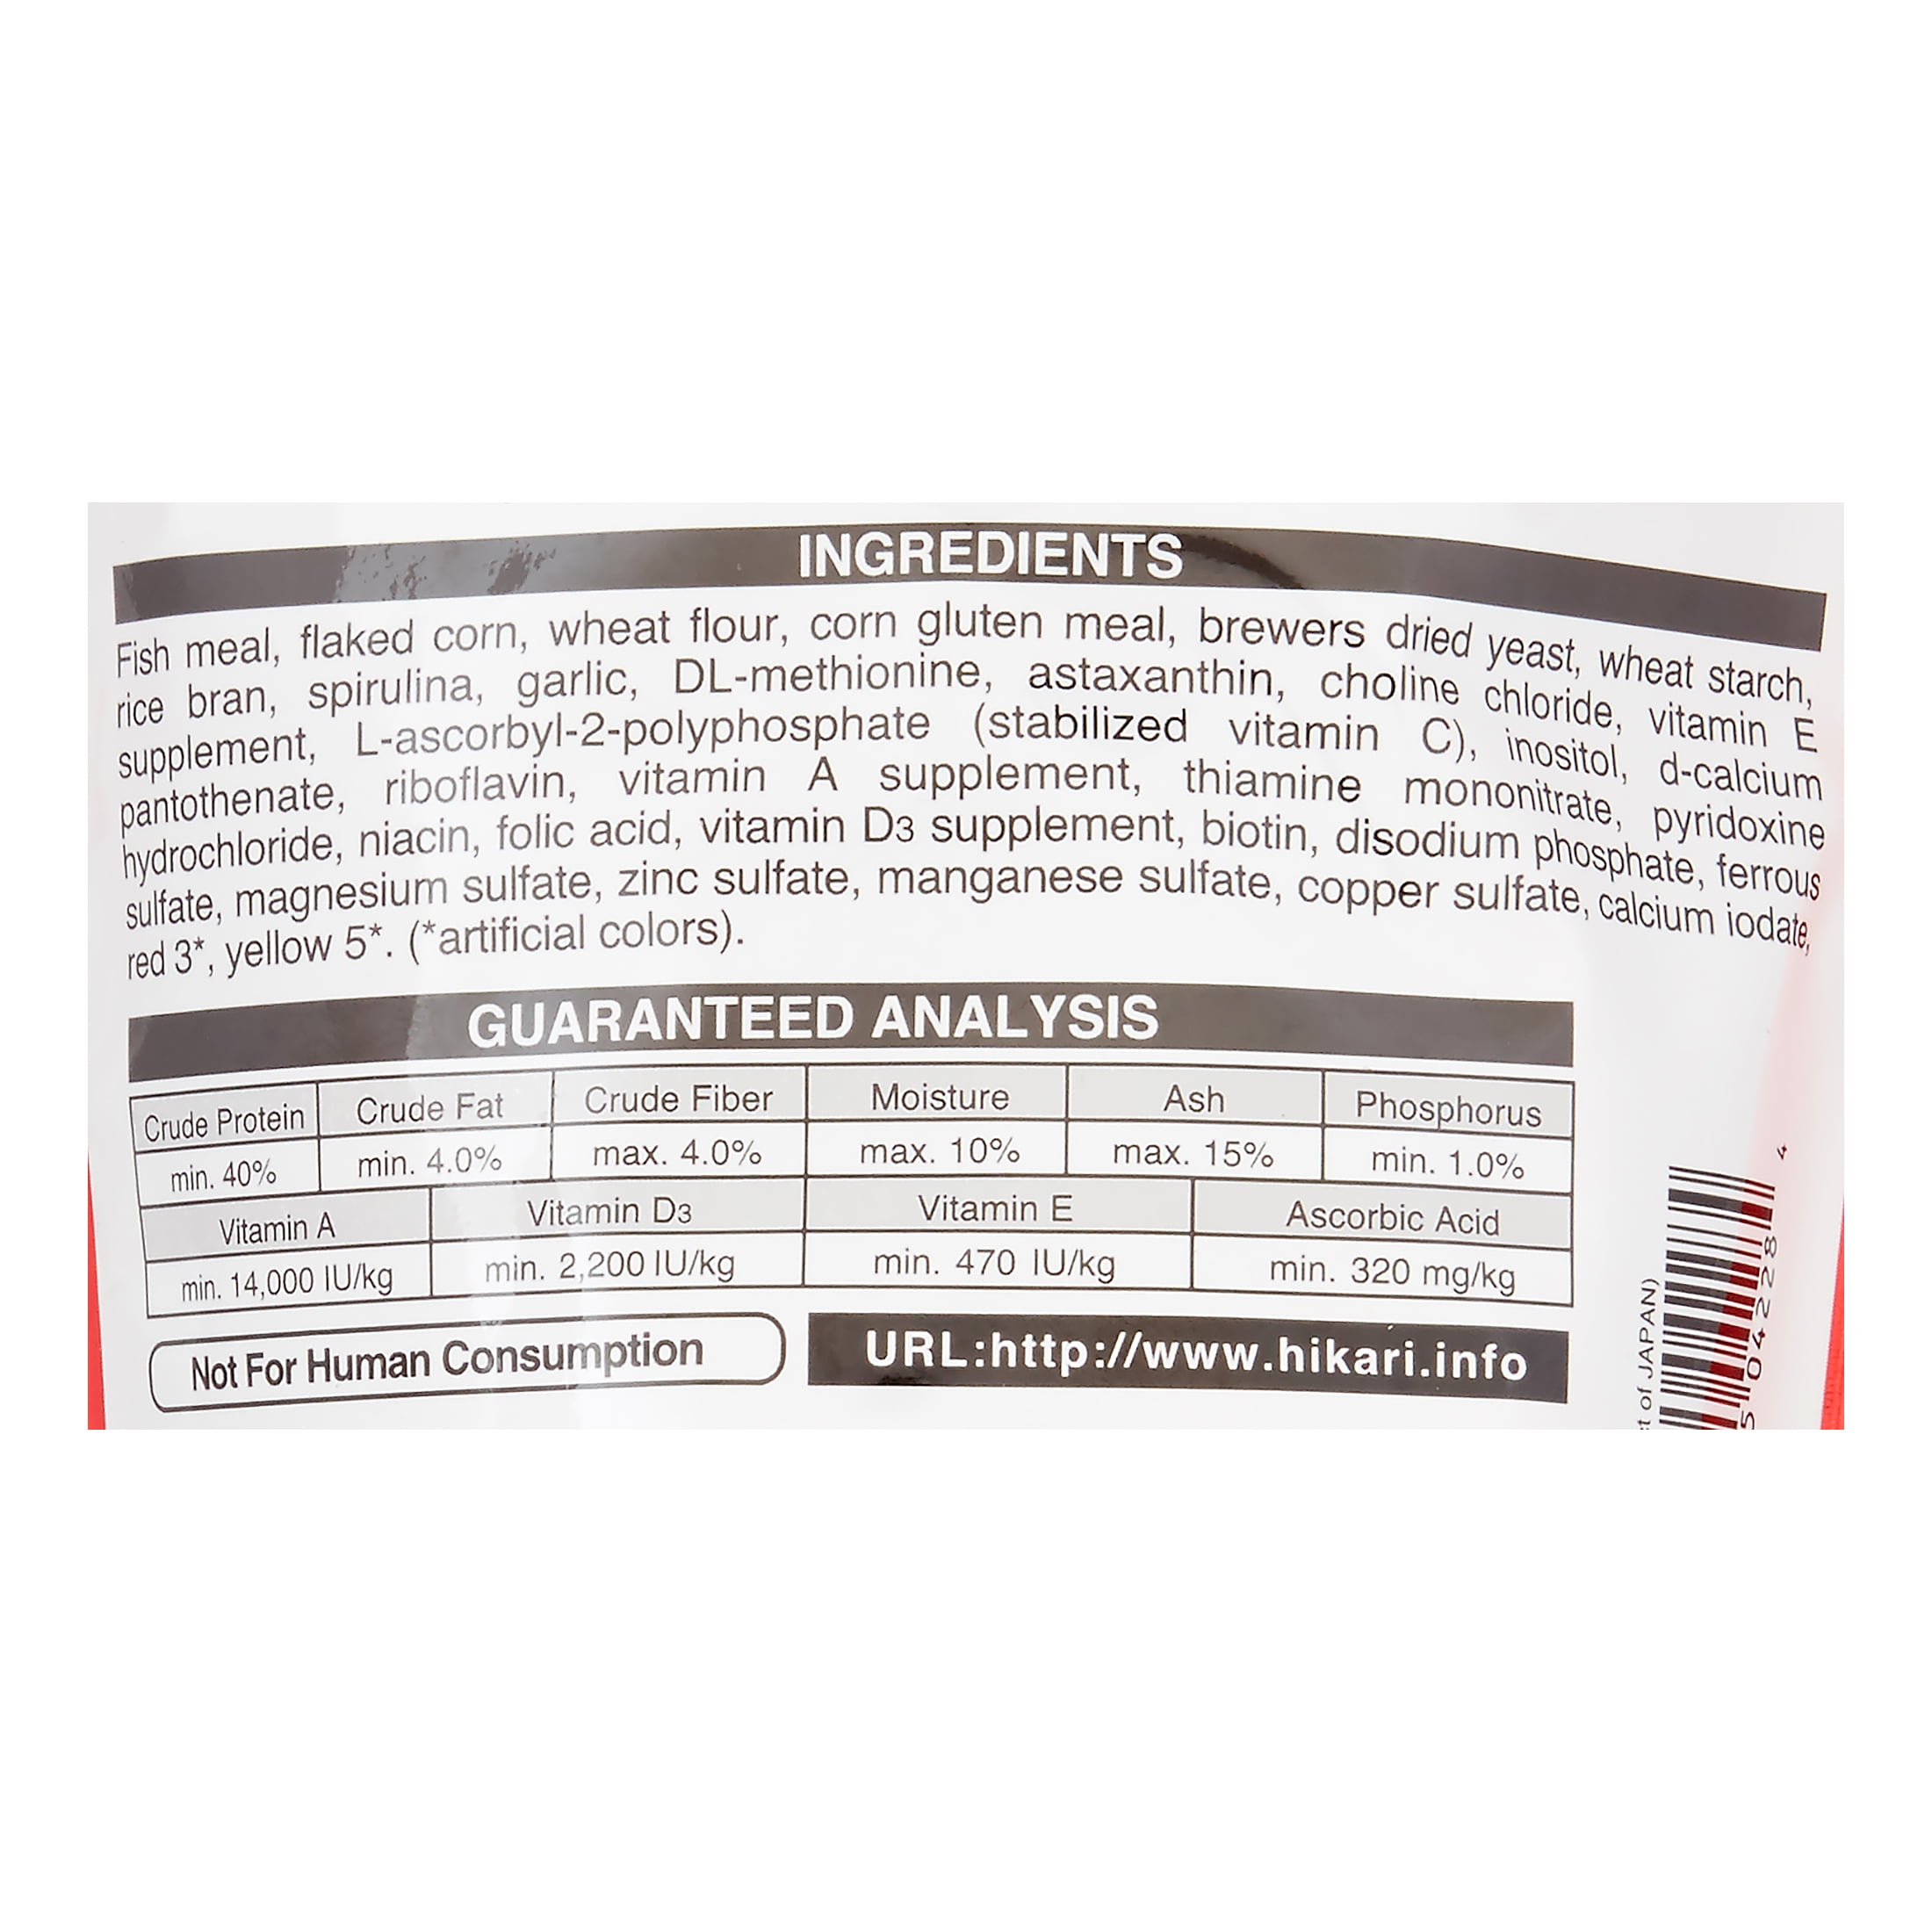 INGREDIENTS
Fish meal, flaked corn, wheat flour, corn gluten meal, brewers dried yeast, wheat starch,
rice bran, spirulina, garlic, DL-methionine, astaxanthin, choline chloride, vitamin E
supplement, L-ascorbyl-2-polyphosphate (stabilized vitamin C), inositol, d-calcium
pantothenate, riboflavin, vitamin A supplement, thiamine mononitrate, pyridoxine
hydrochloride, niacin, folic acid, vitamin D3 supplement, biotin, disodium phosphate, ferrous
sulfate, magnesium sulfate, zinc sulfate, manganese sulfate, copper sulfate, calcium iodate,
red 3*, yellow 5*. (*artificial colors).
GUARANTEED ANALYSIS
Crude Protein Crude Fat Crude Fiber Moisture Ash Phosphorus
min. 40% min. 4.0% max. 4.0% max. 10% max. 15% min. 1.0%
Vitamin A Vitamin D3 Vitamin E Ascorbic Acid
min. 14,000 IU/kg min. 2,200 IU/kg min. 470 IU/kg min. 320 mg/kg
Not For Human Consumption
URL:http://www.hikari.info
of JAPAN)
04228 4